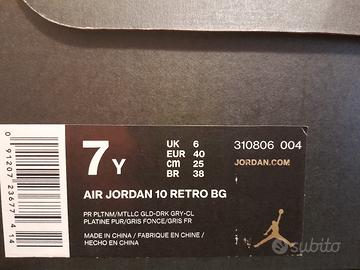 7 Y
UK 6
EUR 40
CM 25
BR 38
310806 004
JORDAN.COM
AIR JORDAN 10 RETRO BG
PR PLTNM/MTLLC GLD-DRK GRY-CL
PLATINE PUR/GRIS FONCE/GRIS FR
MADE IN CHINA / FABRIQUE EN CHINE /
HECHO EN CHINA
0 91207 23677 4 14
subito